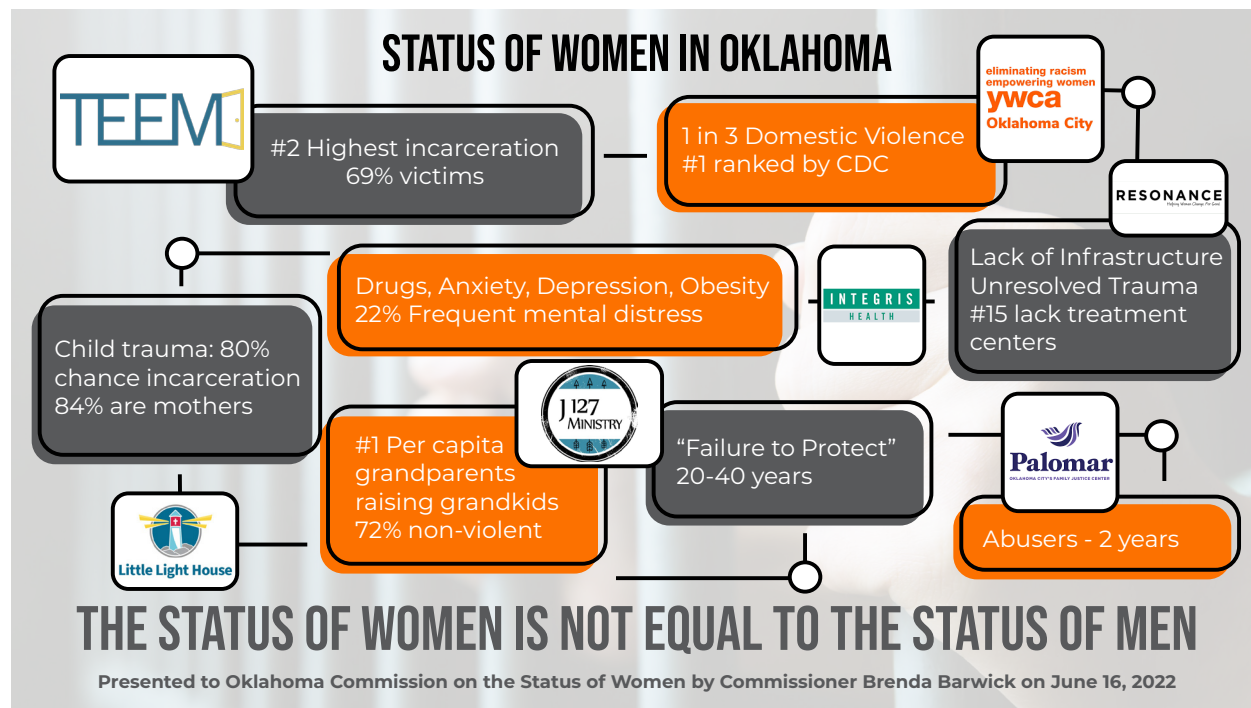 STATUS OF WOMEN IN OKLAHOMA
TEEM
#2 Highest incarceration
69% victims
1 in 3 Domestic Violence
#1 ranked by CDC
eliminating racism
empowering women
ywca
Oklahoma City
RESONANCE
Helping Women Change For Good
Lack of Infrastructure
Unresolved Trauma
#15 lack treatment
centers
INTEGRIS
HEALTH
Drugs, Anxiety, Depression, Obesity
22% Frequent mental distress
Child trauma: 80%
chance incarceration
84% are mothers
Little Light House
#1 Per capita
grandparents
raising grandkids
72% non-violent
J 127
MINISTRY
“Failure to Protect”
20-40 years
Palomar
OKLAHOMA CITY'S FAMILY JUSTICE CENTER
Abusers - 2 years
THE STATUS OF WOMEN IS NOT EQUAL TO THE STATUS OF MEN
Presented to Oklahoma Commission on the Status of Women by Commissioner Brenda Barwick on June 16, 2022